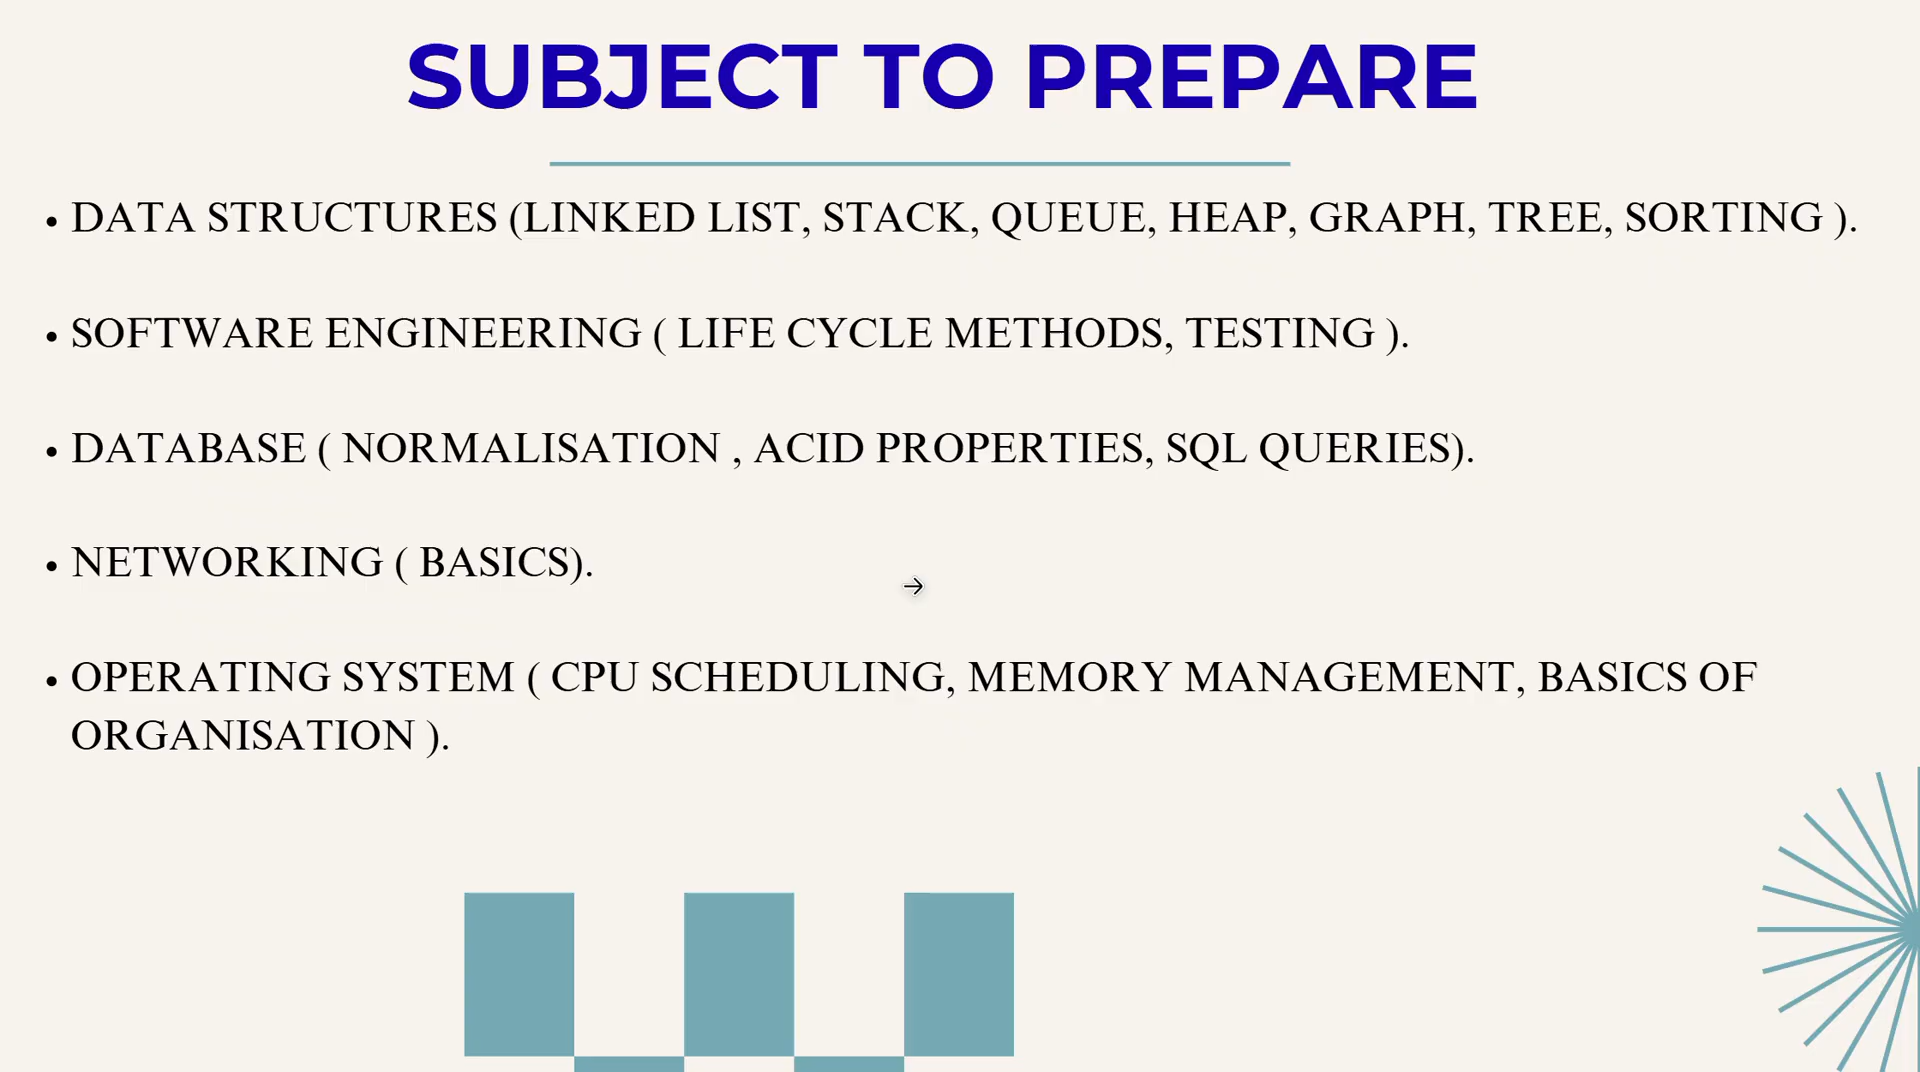 SUBJECT TO PREPARE
• DATA STRUCTURES (LINKED LIST, STACK, QUEUE, HEAP, GRAPH, TREE, SORTING ).
• SOFTWARE ENGINEERING ( LIFE CYCLE METHODS, TESTING ).
• DATABASE ( NORMALISATION , ACID PROPERTIES, SQL QUERIES).
• NETWORKING ( BASICS).
• OPERATING SYSTEM ( CPU SCHEDULING, MEMORY MANAGEMENT, BASICS OF
ORGANISATION ).